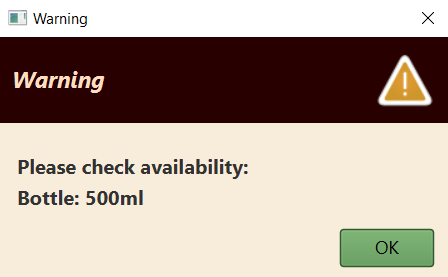 Warning
Warning
Please check availability:
Bottle: 500ml
OK